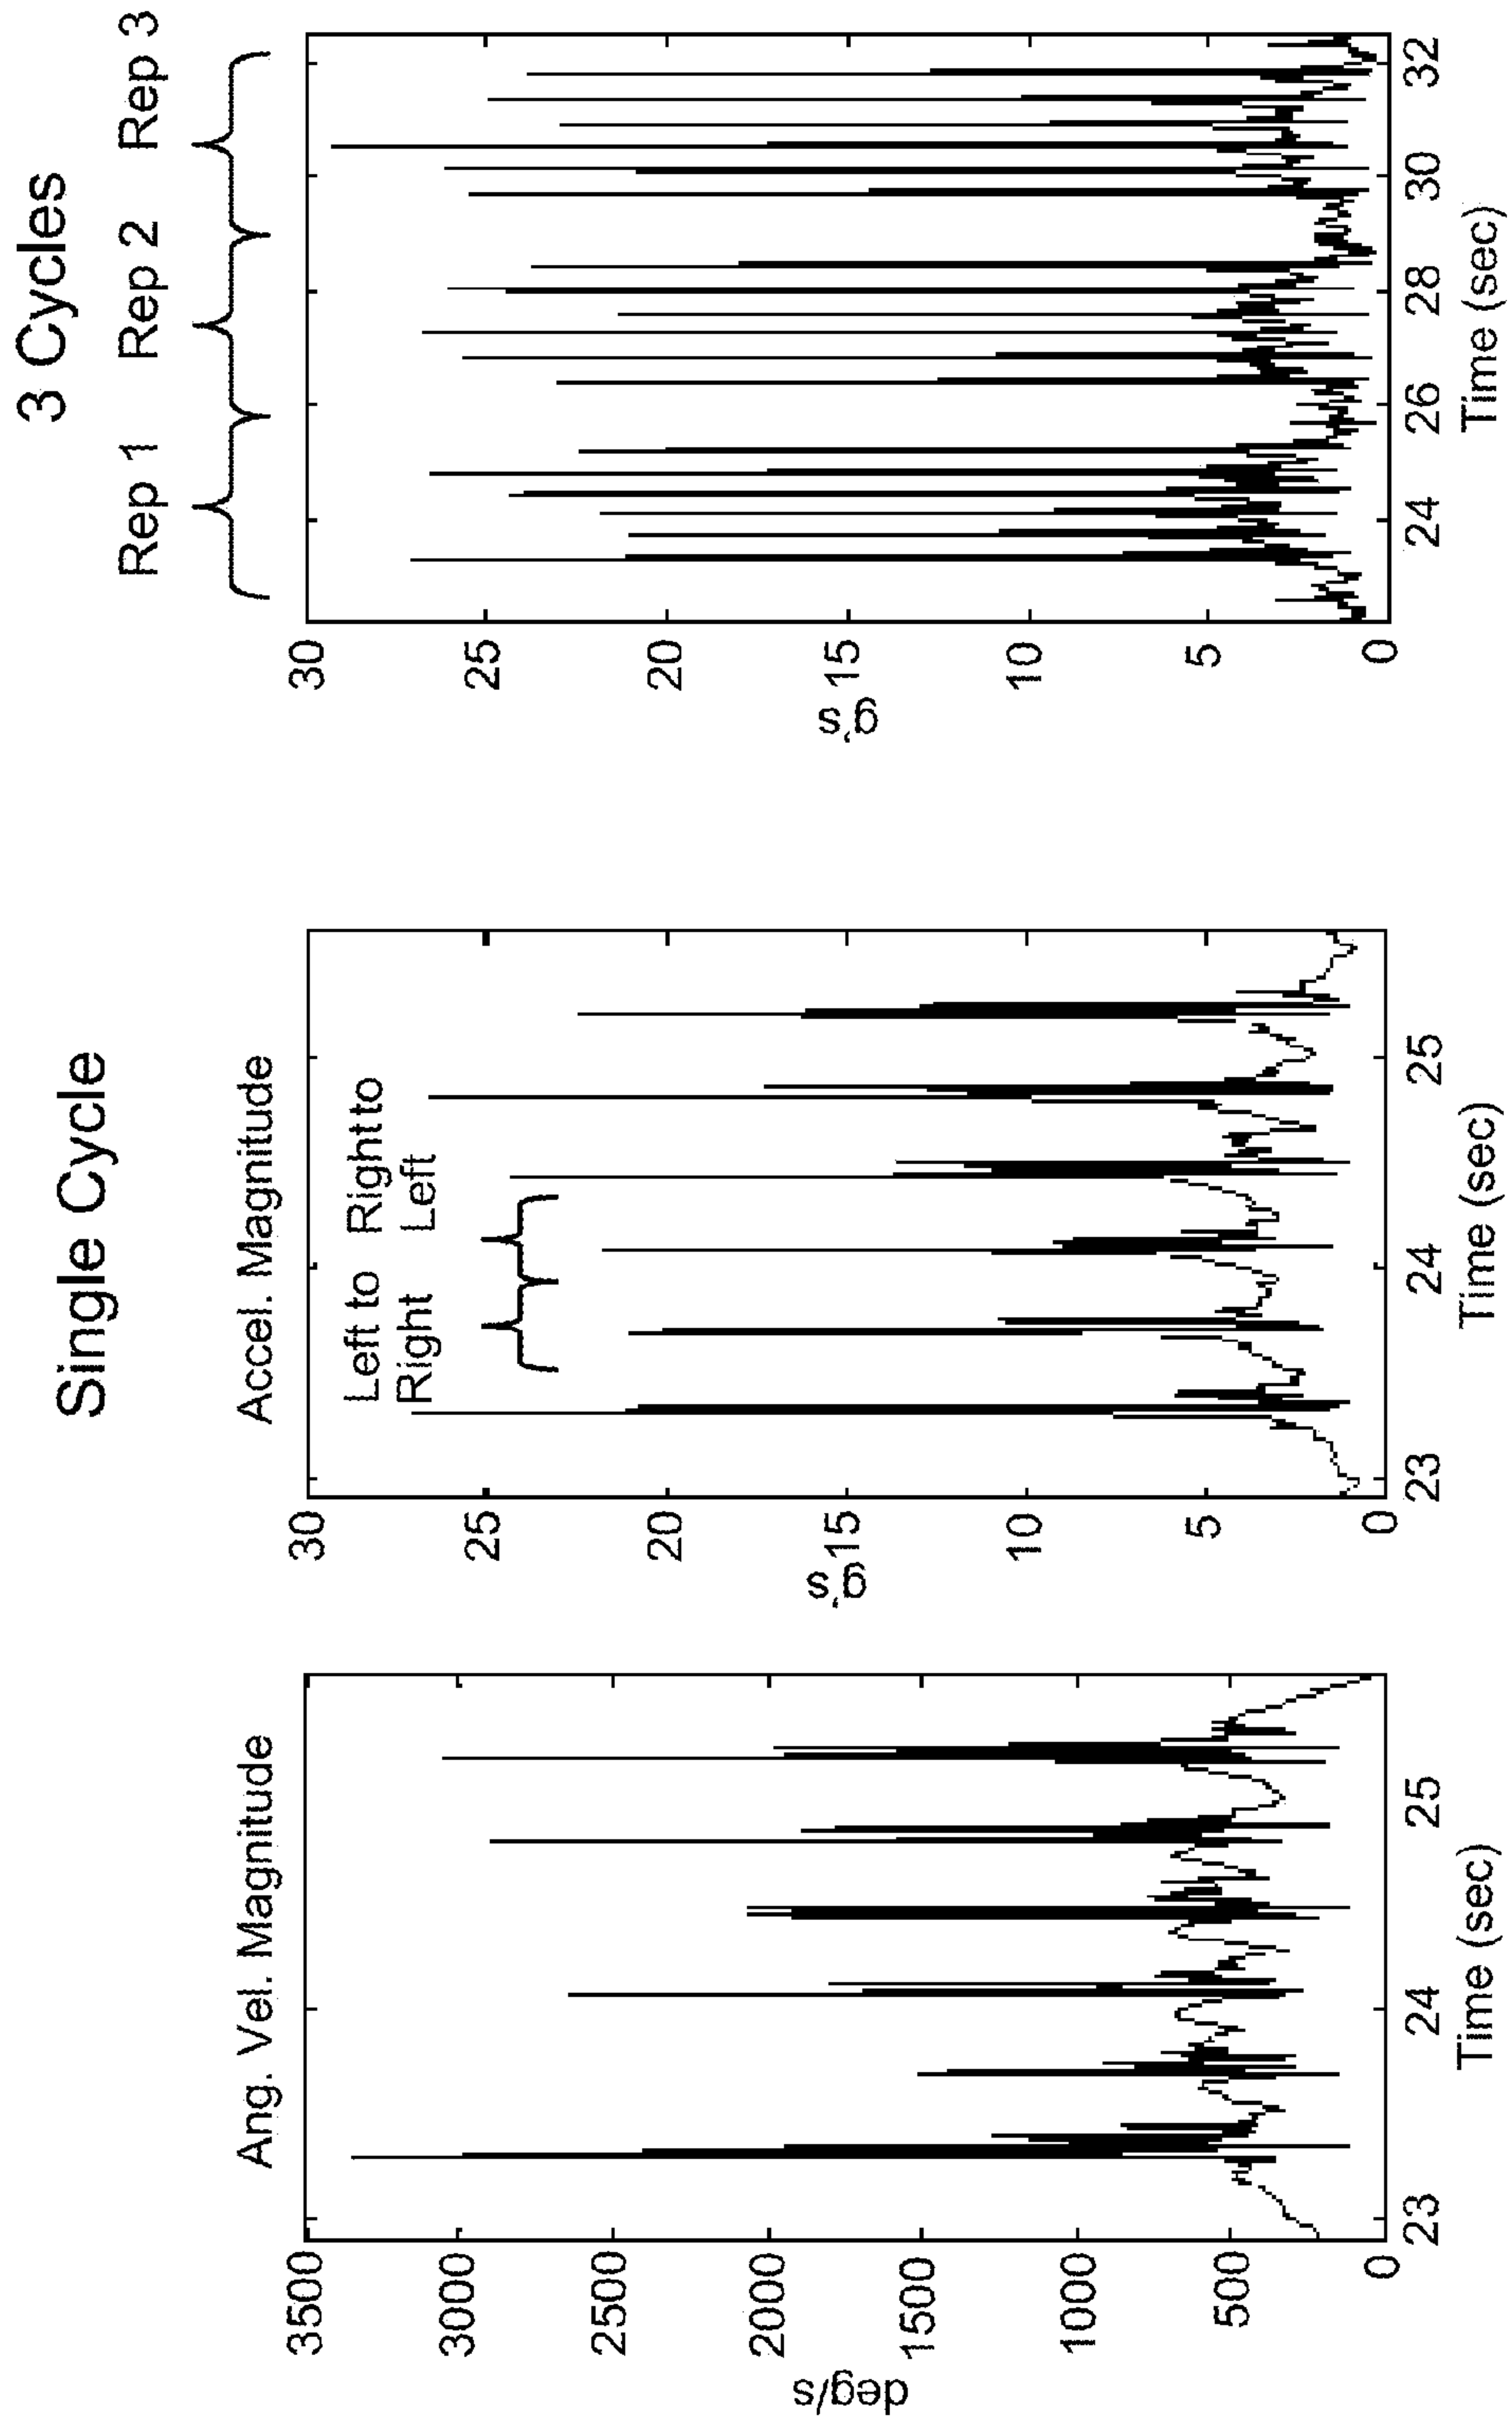 Single Cycle
3 Cycles
Ang. Vel. Magnitude
3500
3000
2500
2000
1500
1000
500
0
deg/s
23
24
25
Time (sec)
Accel. Magnitude
Left to
Right
Right to
Left
30
25
20
15
10
5
0
g's
23
24
25
Time (sec)
Rep 1
Rep 2
Rep 3
30
25
20
15
10
5
0
g's
24
26
28
30
32
Time (sec)